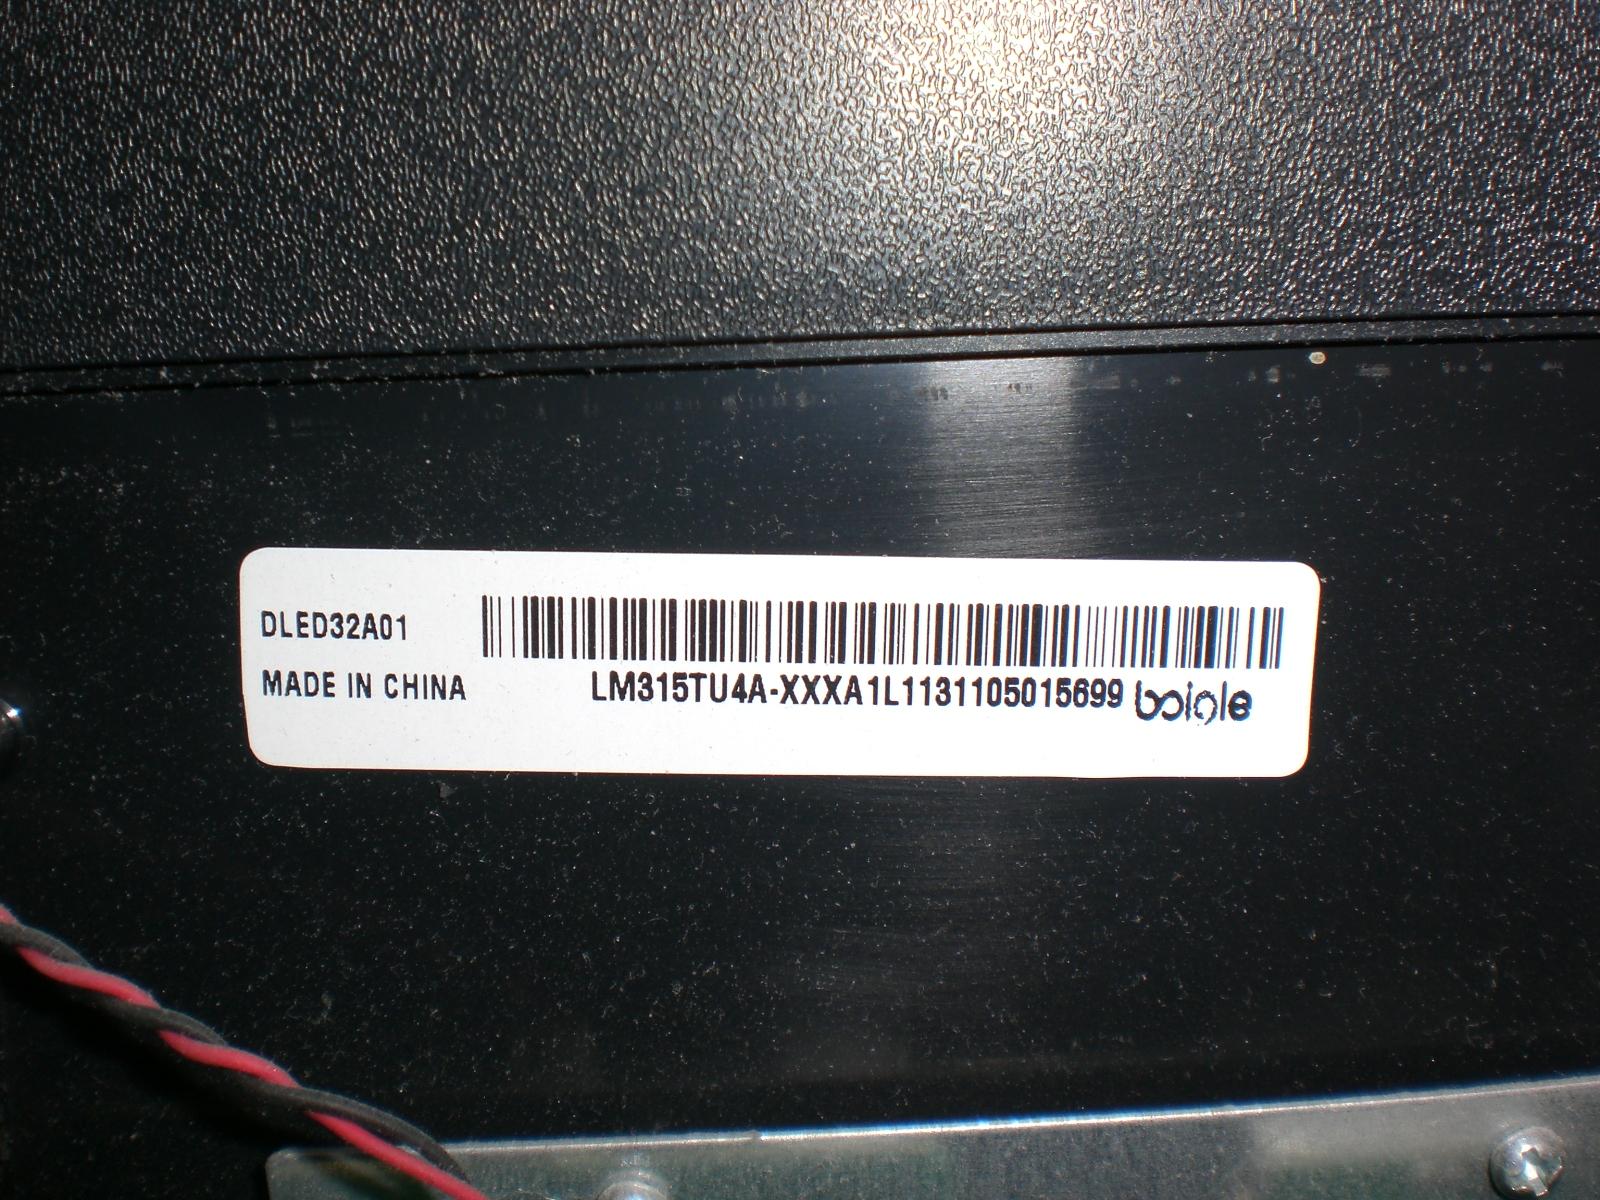 DLED32A01
MADE IN CHINA
LM315TU4A-XXXA1L1131105015699